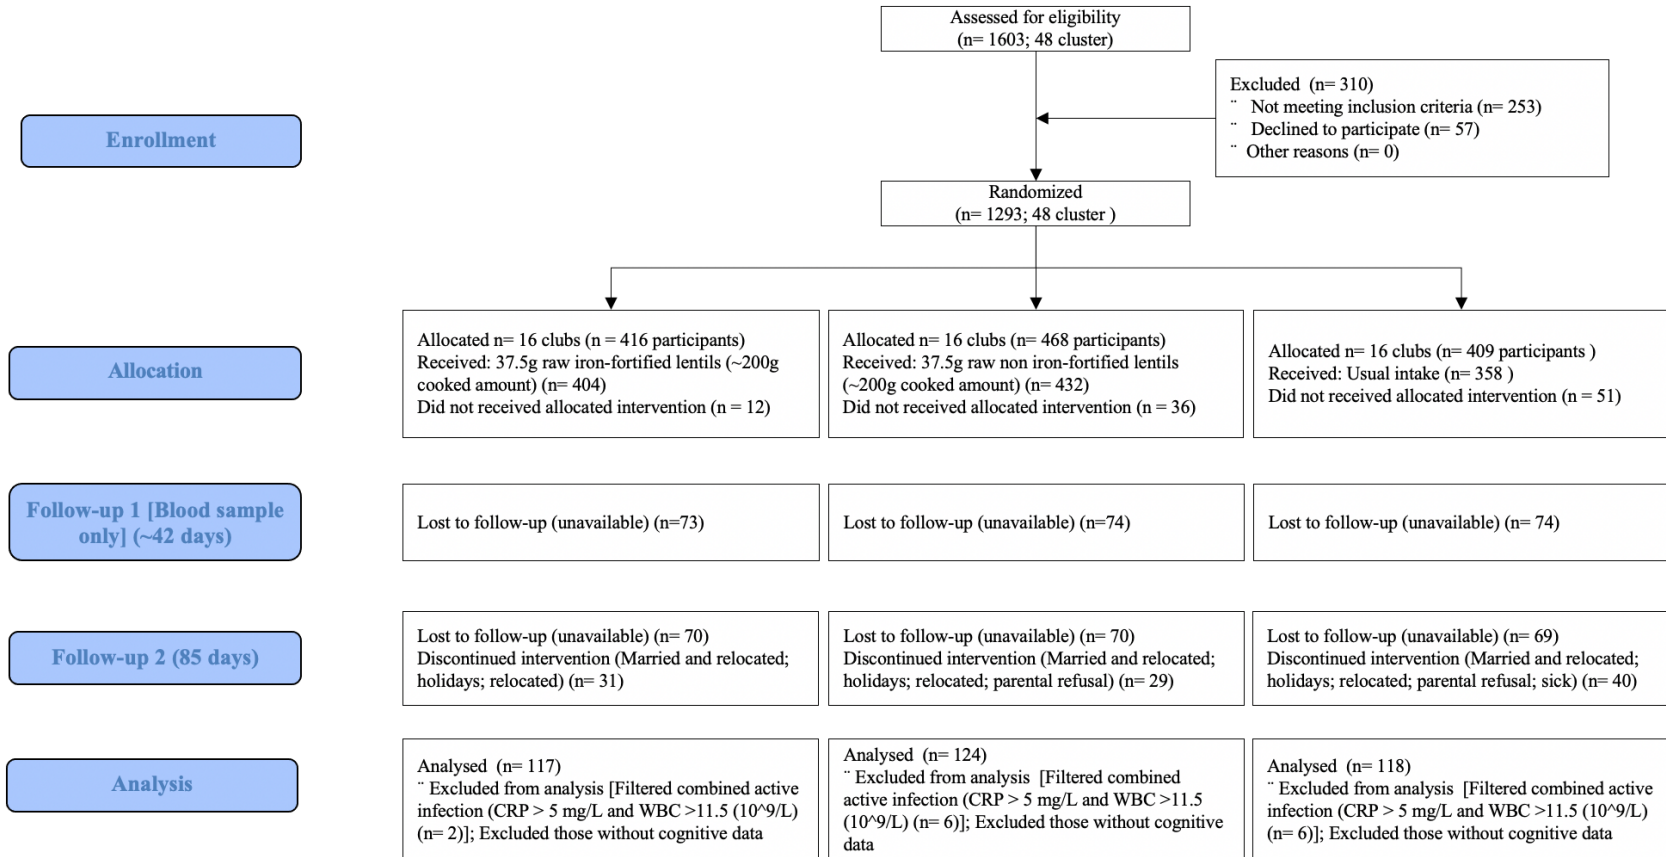 Assessed for eligibility
(n= 1603; 48 cluster)
Excluded (n= 310)
¨ Not meeting inclusion criteria (n= 253)
¨ Declined to participate (n= 57)
¨ Other reasons (n= 0)
Enrollment
Randomized
(n= 1293; 48 cluster )
Allocation
Allocated n= 16 clubs (n = 416 participants)
Received: 37.5g raw iron-fortified lentils (~200g
cooked amount) (n= 404)
Did not received allocated intervention (n = 12)
Allocated n= 16 clubs (n= 468 participants)
Received: 37.5g raw non iron-fortified lentils
(~200g cooked amount) (n= 432)
Did not received allocated intervention (n = 36)
Allocated n= 16 clubs (n= 409 participants )
Received: Usual intake (n= 358 )
Did not received allocated intervention (n = 51)
Follow-up 1 [Blood sample
only] (~42 days)
Lost to follow-up (unavailable) (n=73)
Lost to follow-up (unavailable) (n=74)
Lost to follow-up (unavailable) (n= 74)
Follow-up 2 (85 days)
Lost to follow-up (unavailable) (n= 70)
Discontinued intervention (Married and relocated;
holidays; relocated) (n= 31)
Lost to follow-up (unavailable) (n= 70)
Discontinued intervention (Married and relocated;
holidays; relocated; parental refusal) (n= 29)
Lost to follow-up (unavailable) (n= 69)
Discontinued intervention (Married and relocated;
holidays; relocated; parental refusal; sick) (n= 40)
Analysis
Analysed (n= 117)
¨ Excluded from analysis [Filtered combined active
infection (CRP > 5 mg/L and WBC >11.5 (10^9/L)
(n= 2)]; Excluded those without cognitive data
Analysed (n= 124)
¨ Excluded from analysis [Filtered combined
active infection (CRP > 5 mg/L and WBC >11.5
(10^9/L) (n= 6)]; Excluded those without cognitive
data
Analysed (n= 118)
¨ Excluded from analysis [Filtered combined active
infection (CRP > 5 mg/L and WBC >11.5 (10^9/L)
(n= 6)]; Excluded those without cognitive data